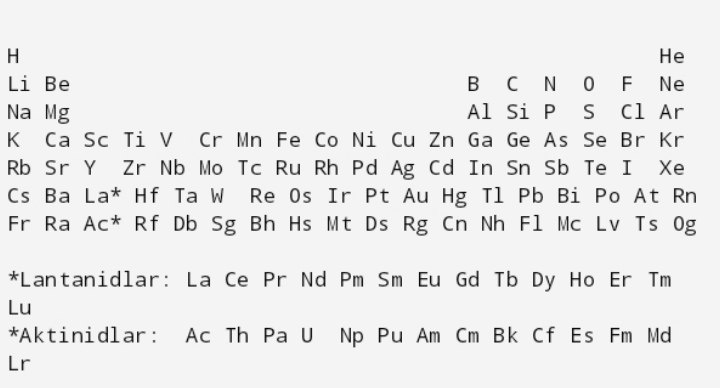 H He
Li Be B C N O F Ne
Na Mg Al Si P S Cl Ar
K Ca Sc Ti V Cr Mn Fe Co Ni Cu Zn Ga Ge As Se Br Kr
Rb Sr Y Zr Nb Mo Tc Ru Rh Pd Ag Cd In Sn Sb Te I Xe
Cs Ba La* Hf Ta W Re Os Ir Pt Au Hg Tl Pb Bi Po At Rn
Fr Ra Ac* Rf Db Sg Bh Hs Mt Ds Rg Cn Nh Fl Mc Lv Ts Og
*Lantanidlar: La Ce Pr Nd Pm Sm Eu Gd Tb Dy Ho Er Tm
Lu
*Aktinidlar: Ac Th Pa U Np Pu Am Cm Bk Cf Es Fm Md
Lr